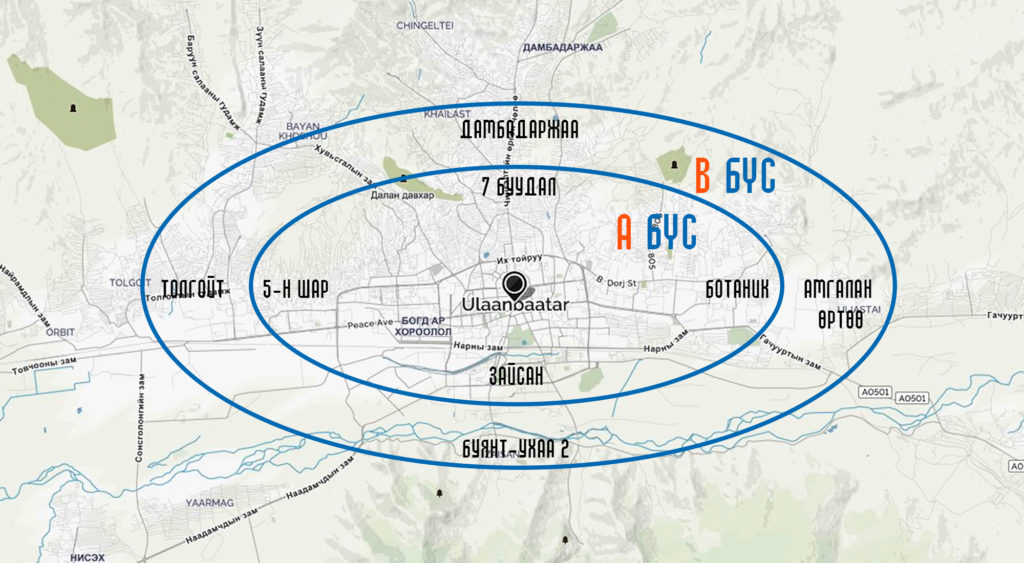 CHINGELTEI
ДАМБАДАРЖАА
Баруун салааны гудамж
Зүүн салааны гудамж
KHAILAST
BAYAN
KHOSHUU
ДАМБАДАРЖАА
Хувьсгалын зам
Далан давхар
7 БУУДАЛ
В БҮС
А БҮС
805
Их тойруу
B. Dorj St
Ulaanbaatar
ТОЛГОЙТ
5-Н ШАР
БОТАНИК
АМГАЛАН
ӨРТӨӨ
Peace Ave
БОГД АР
ХОРООЛОЛ
Нарны зам
Нарны зам
Гачууртын зам
Найрамдлын зам
ORBIT
Товчооны зам
ЗАЙСАН
A0501
A0501
Сонсголонгийн зам
БУЯНТ-УХАА 2
Наадамчдын зам
Наадамчдын зам
YAARMAG
НИСЭХ